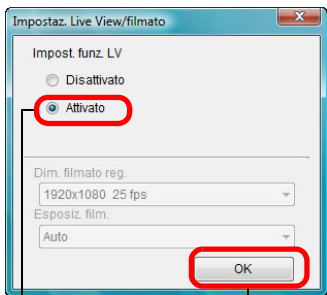 Impostaz. Live View/filmato
Impost. funz. LV
Disattivato
Attivato
Dim. filmato reg.
1920x1080 25 fps
Esposiz. film.
Auto
OK